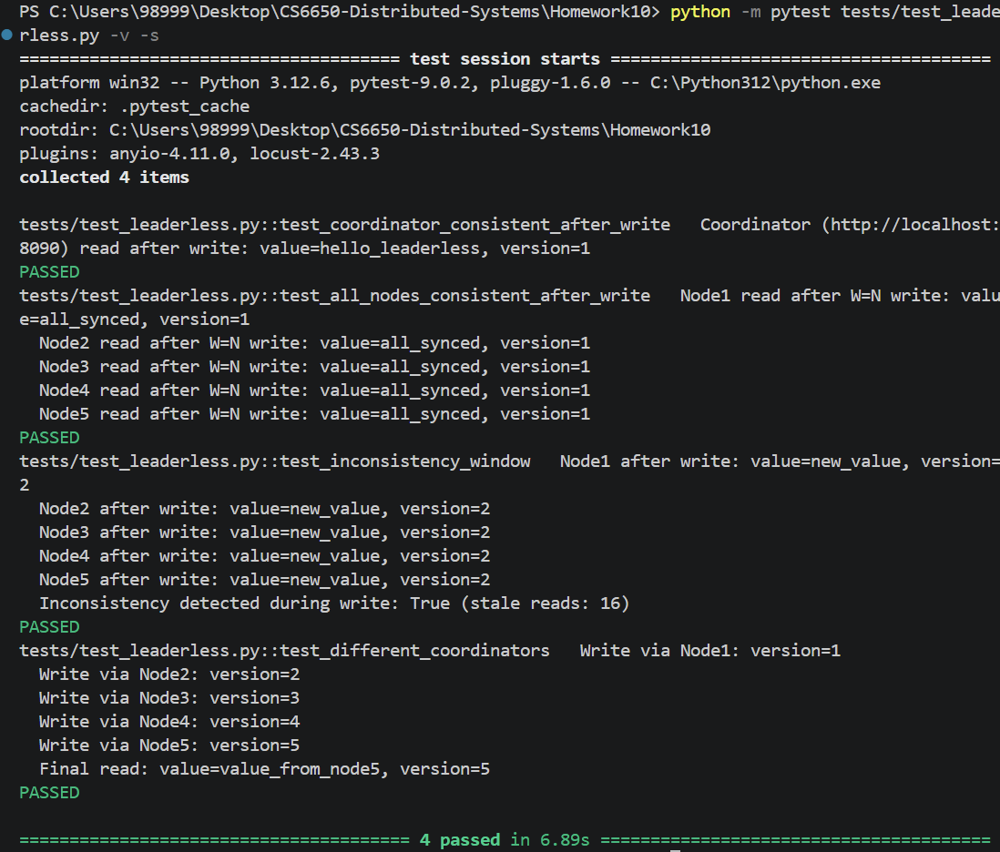 PS C:\Users\98999\Desktop\CS6650-Distributed-Systems\Homework10> python -m pytest tests/test_leade
rless.py -v -s
====================================== test session starts ======================================
platform win32 -- Python 3.12.6, pytest-9.0.2, pluggy-1.6.0 -- C:\Python312\python.exe
cachedir: .pytest_cache
rootdir: C:\Users\98999\Desktop\CS6650-Distributed-Systems\Homework10
plugins: anyio-4.11.0, locust-2.43.3
collected 4 items

tests/test_leaderless.py::test_coordinator_consistent_after_write   Coordinator (http://localhost:
8090) read after write: value=hello_leaderless, version=1
PASSED
tests/test_leaderless.py::test_all_nodes_consistent_after_write   Node1 read after W=N write: valu
e=all_synced, version=1
  Node2 read after W=N write: value=all_synced, version=1
  Node3 read after W=N write: value=all_synced, version=1
  Node4 read after W=N write: value=all_synced, version=1
  Node5 read after W=N write: value=all_synced, version=1
PASSED
tests/test_leaderless.py::test_inconsistency_window   Node1 after write: value=new_value, version=
2
  Node2 after write: value=new_value, version=2
  Node3 after write: value=new_value, version=2
  Node4 after write: value=new_value, version=2
  Node5 after write: value=new_value, version=2
  Inconsistency detected during write: True (stale reads: 16)
PASSED
tests/test_leaderless.py::test_different_coordinators   Write via Node1: version=1
  Write via Node2: version=2
  Write via Node3: version=3
  Write via Node4: version=4
  Write via Node5: version=5
  Final read: value=value_from_node5, version=5
PASSED

======================================= 4 passed in 6.89s =======================================